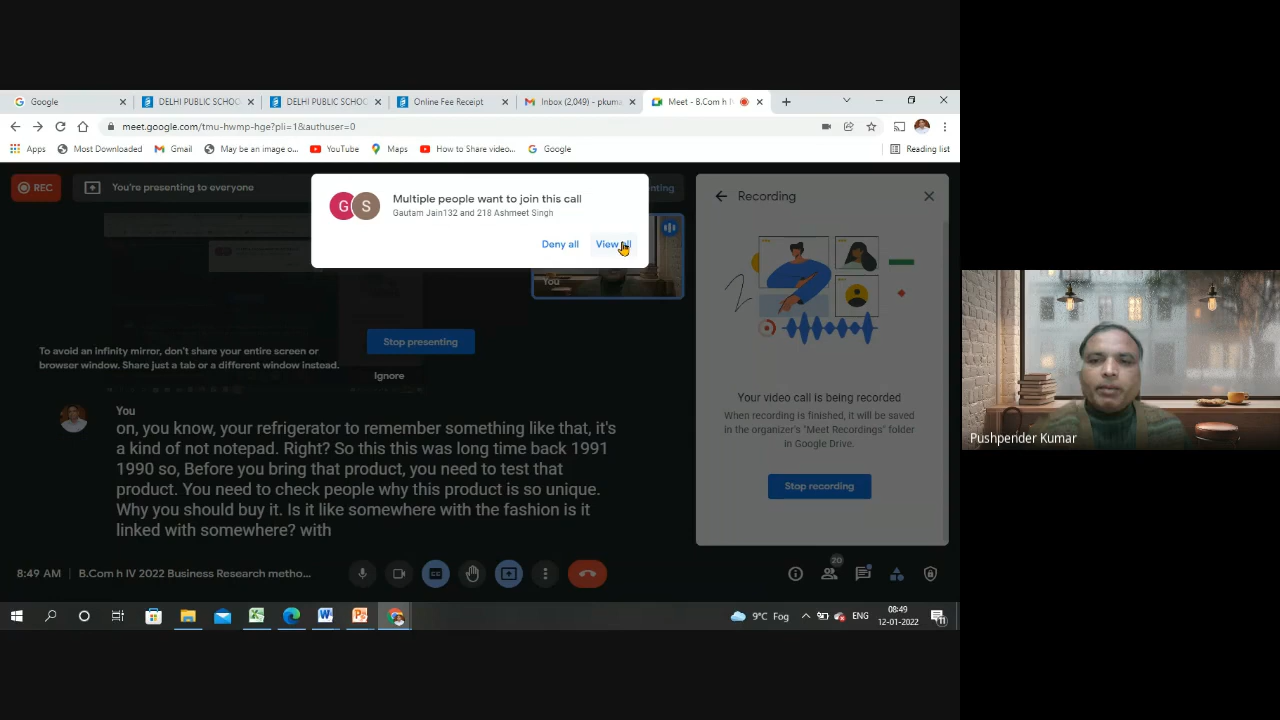 Google
DELHI PUBLIC SCHOO
DELHI PUBLIC SCHOO
Online Fee Receipt
Inbox (2,049) - pkuma
Meet - B.Com h I
meet.google.com/tmu-hwmp-hge?pli=1&authuser=0
Apps
Most Downloaded
Gmail
May be an image o...
YouTube
Maps
How to Share video...
Google
Reading list
REC
You're presenting to everyone
Multiple people want to join this call
Gautam Jain132 and 218 Ashmeet Singh
G
S
Deny all
View all
You
Stop presenting
To avoid an infinity mirror, don't share your entire screen or
browser window. Share just a tab or a different window instead.
Ignore
You
on, you know, your refrigerator to remember something like that, it's
a kind of not notepad. Right? So this this was long time back 1991
1990 so, Before you bring that product, you need to test that
product. You need to check people why this product is so unique.
Why you should buy it. Is it like somewhere with the fashion is it
linked with somewhere? with
Recording
Your video call is being recorded
When recording is finished, it will be saved
in the organizer's "Meet Recordings" folder
in Google Drive.
Stop recording
8:49 AM | B.Com h IV 2022 Business Research metho...
20
9°C Fog
ENG
08:49
12-01-2022
11
Pushpender Kumar